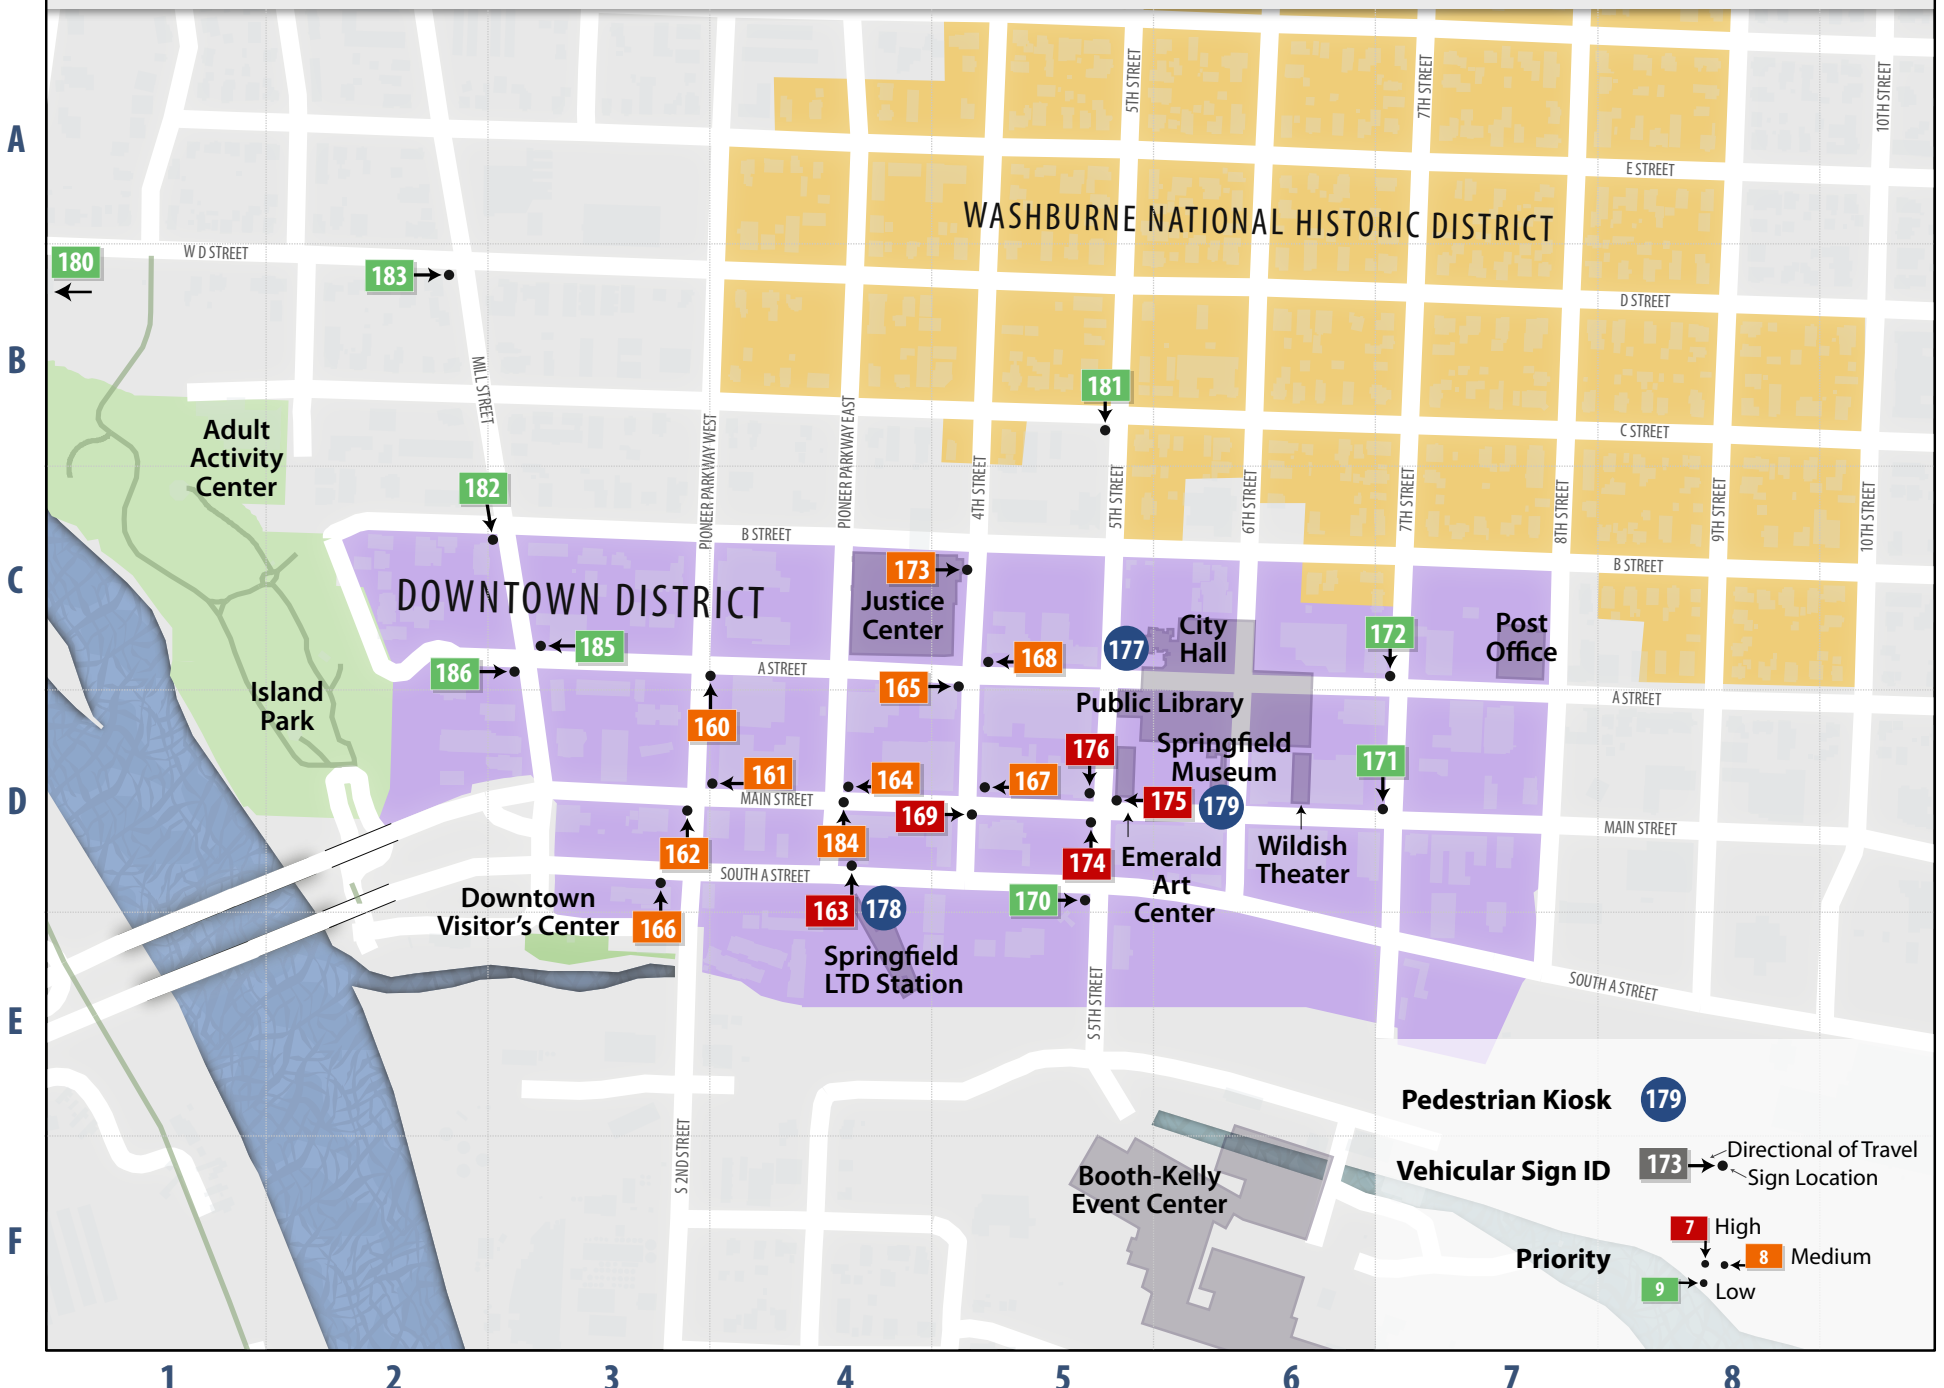 5TH STREET
7TH STREET
10TH STREET
A
E STREET
WASHBURNE NATIONAL HISTORIC DISTRICT
W D STREET
180
183
D STREET
B
MILL STREET
181
PIONEER PARKWAY WEST
PIONEER PARKWAY EAST
C STREET
Adult
Activity
Center
4TH STREET
5TH STREET
6TH STREET
7TH STREET
8TH STREET
9TH STREET
10TH STREET
182
B STREET
B STREET
C
DOWNTOWN DISTRICT
173
Justice
Center
177
City
Hall
172
Post
Office
185
168
186
A STREET
165
Island
Park
Public Library
A STREET
160
176
Springfield
Museum
171
161
164
167
D
MAIN STREET
169
175
179
MAIN STREET
162
184
174
Emerald
Art
Center
Wildish
Theater
SOUTH A STREET
Downtown
Visitor's Center
166
163
178
170
Springfield
LTD Station
S 5TH STREET
SOUTH A STREET
E
Pedestrian Kiosk
179
S 2ND STREET
Vehicular Sign ID
173
Directional of Travel
Sign Location
Booth-Kelly
Event Center
F
Priority
7
High
8
Medium
9
Low
1
2
3
4
5
6
7
8